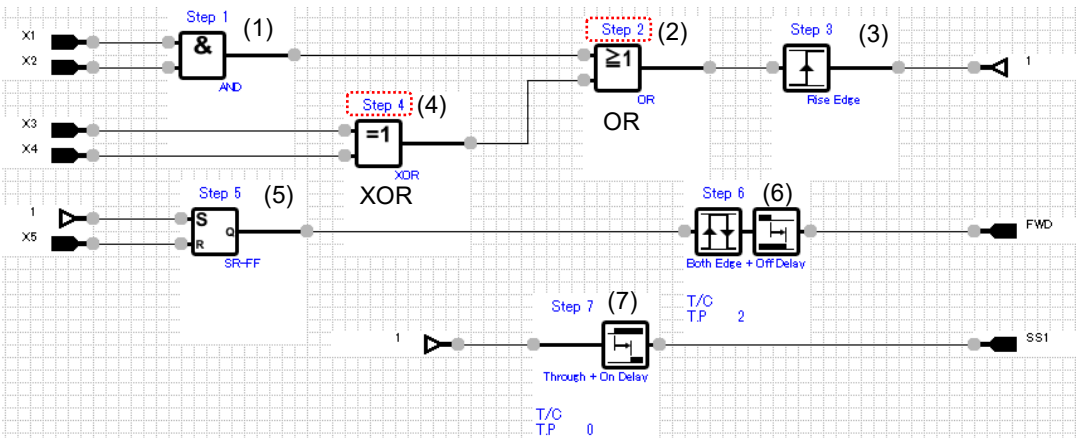 Step 1 (1)
X1
X2
&
AND
Step 2 (2)
≧1
OR
OR
Step 3 (3)
Rise Edge
1
Step 4 (4)
X3
X4
=1
XOR
XOR
Step 5 (5)
1
X5
S
R
Q
SR-FF
Step 6 (6)
Both Edge + Off Delay
FWD
T/C
T.P 2
Step 7 (7)
1
Through + On Delay
SS1
T/C
T.P 0